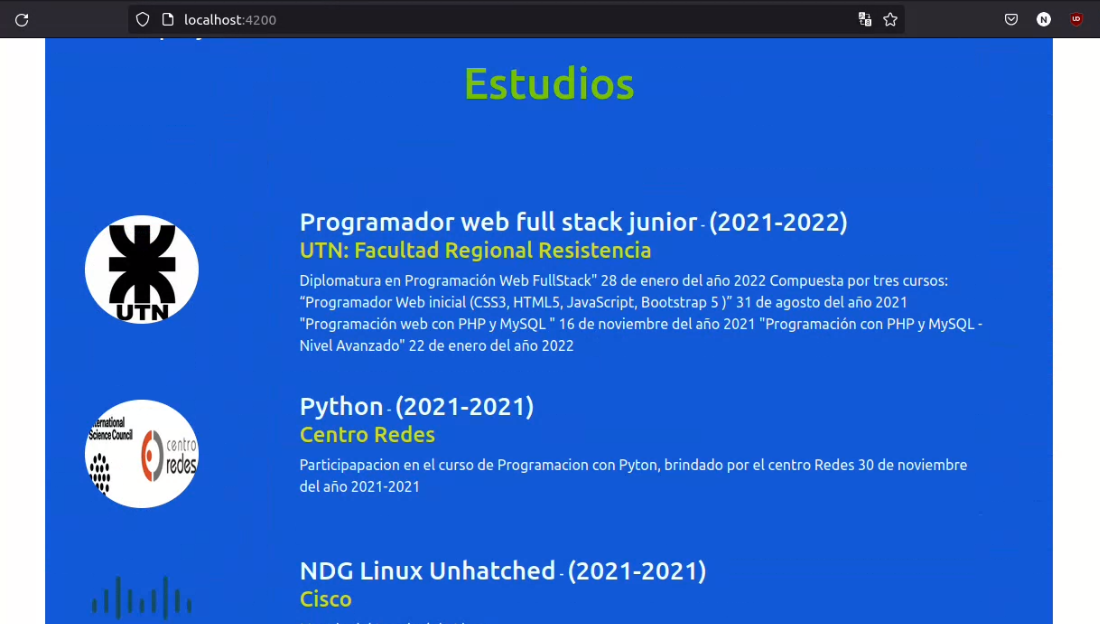 localhost:4200
N
UD
Estudios
Programador web full stack junior - (2021-2022)
UTN: Facultad Regional Resistencia
Diplomatura en Programación Web FullStack" 28 de enero del año 2022 Compuesta por tres cursos:
“Programador Web inicial (CSS3, HTML5, JavaScript, Bootstrap 5 )” 31 de agosto del año 2021
"Programación web con PHP y MySQL " 16 de noviembre del año 2021 "Programación con PHP y MySQL -
Nivel Avanzado" 22 de enero del año 2022
UTN
Python - (2021-2021)
Centro Redes
Participapacion en el curso de Programacion con Pyton, brindado por el centro Redes 30 de noviembre
del año 2021-2021
Science Council
centro
redes
NDG Linux Unhatched - (2021-2021)
Cisco